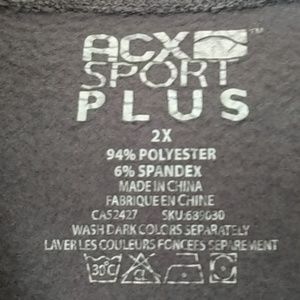 ACX
SPORT
PLUS
2X
94% POLYESTER
6% SPANDEX
MADE IN CHINA
FABRIQUE EN CHINE
CA52427 SKU:639030
WASH DARK COLORS SEPARATELY
LAVER LES COULEURS FONCEES SEPAREMENT
30°C